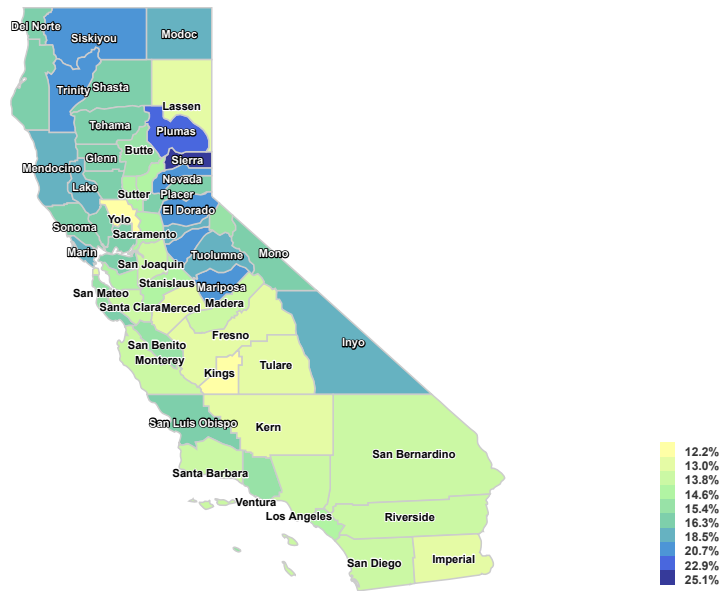 Del Norte
Siskiyou
Modoc
Trinity
Shasta
Lassen
Tehama
Plumas
Butte
Glenn
Sierra
Mendocino
Nevada
Lake
Sutter
Placer
El Dorado
Yolo
Sonoma
Sacramento
Marin
Tuolumne
Mono
San Joaquin
Stanislaus
Mariposa
San Mateo
Madera
Santa Clara
Merced
Fresno
Inyo
San Benito
Monterey
Tulare
Kings
San Luis Obispo
Kern
San Bernardino
Santa Barbara
Ventura
Los Angeles
Riverside
San Diego
Imperial
12.2%
13.0%
13.8%
14.6%
15.4%
16.3%
18.5%
20.7%
22.9%
25.1%